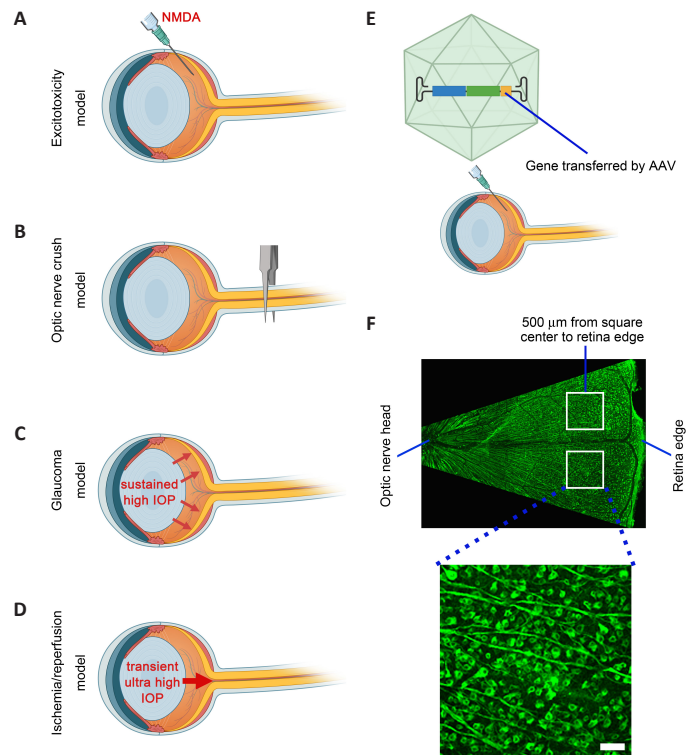 A
NMDA
Excitotoxicity
model
B
Optic nerve crush
model
C
Glaucoma
model
sustained
high IOP
D
Ischemia/reperfusion
model
transient
ultra high
IOP
E
Gene transferred by AAV
F
500 µm from square
center to retina edge
Optic nerve head
Retina edge